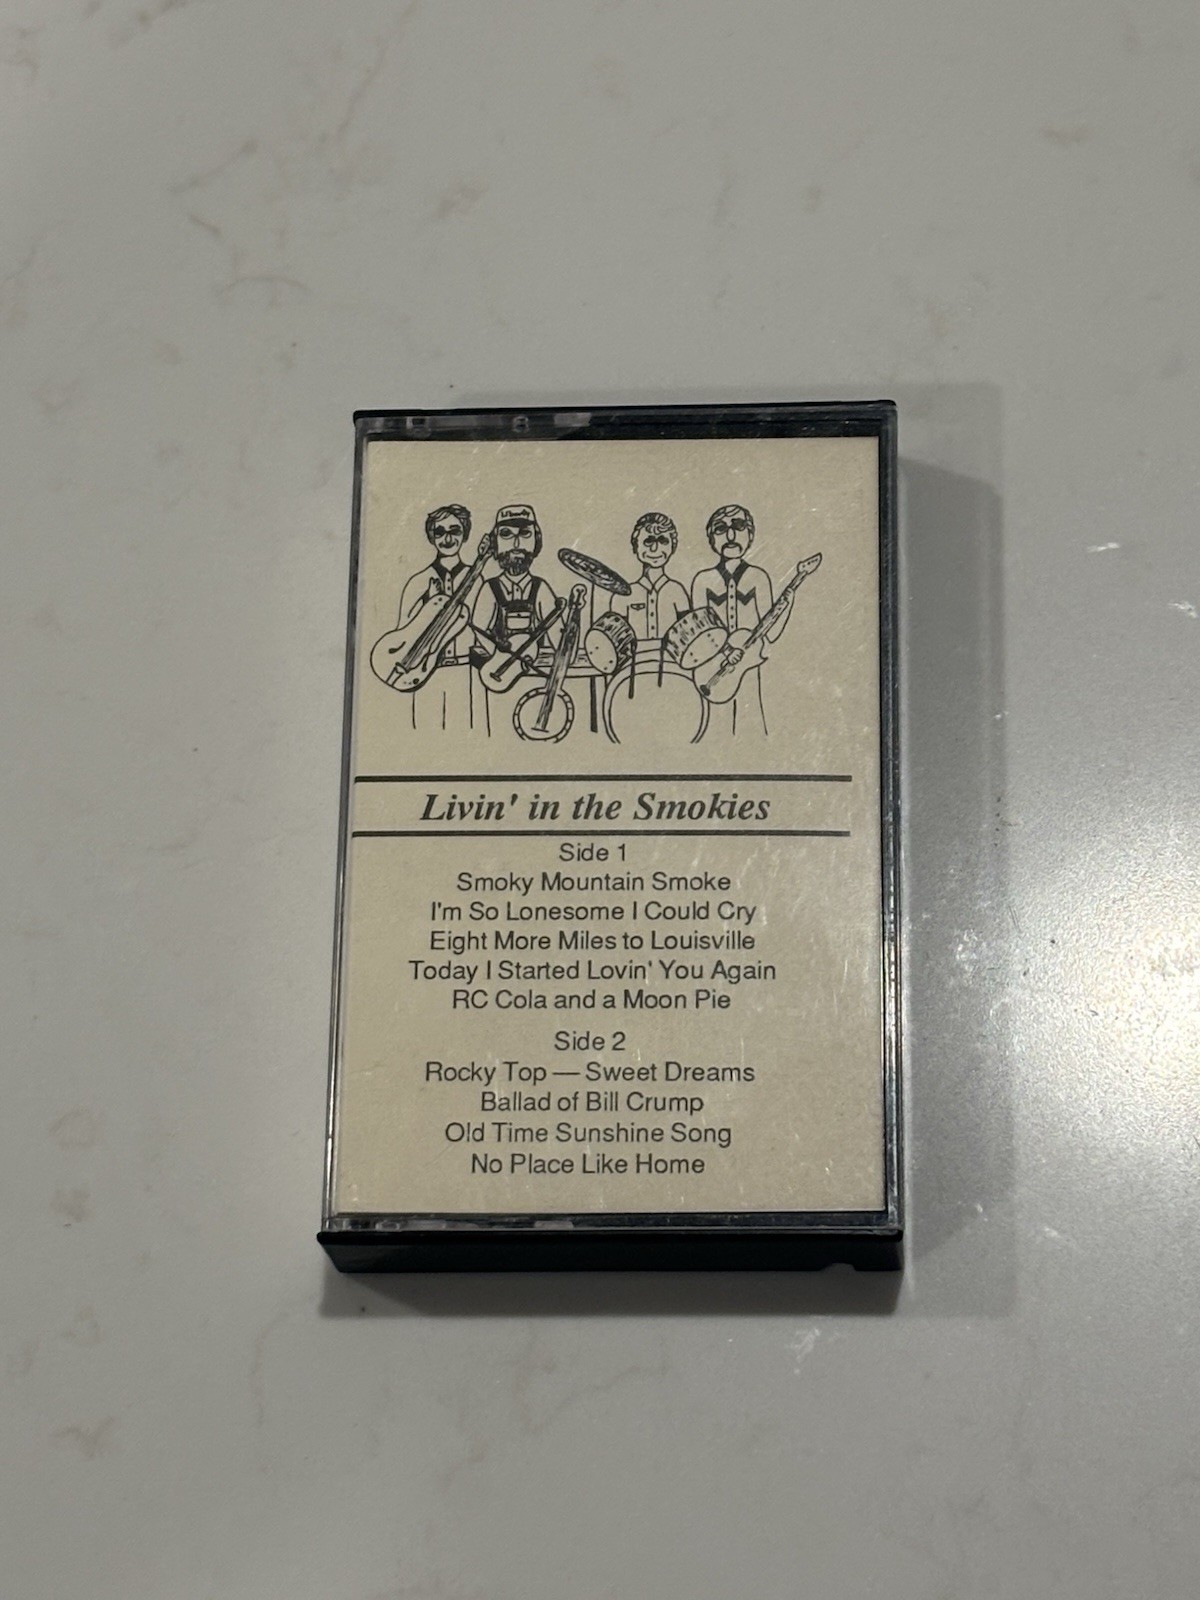 Livin' in the Smokies
Side 1
Smoky Mountain Smoke
I'm So Lonesome I Could Cry
Eight More Miles to Louisville
Today I Started Lovin' You Again
RC Cola and a Moon Pie
Side 2
Rocky Top — Sweet Dreams
Ballad of Bill Crump
Old Time Sunshine Song
No Place Like Home